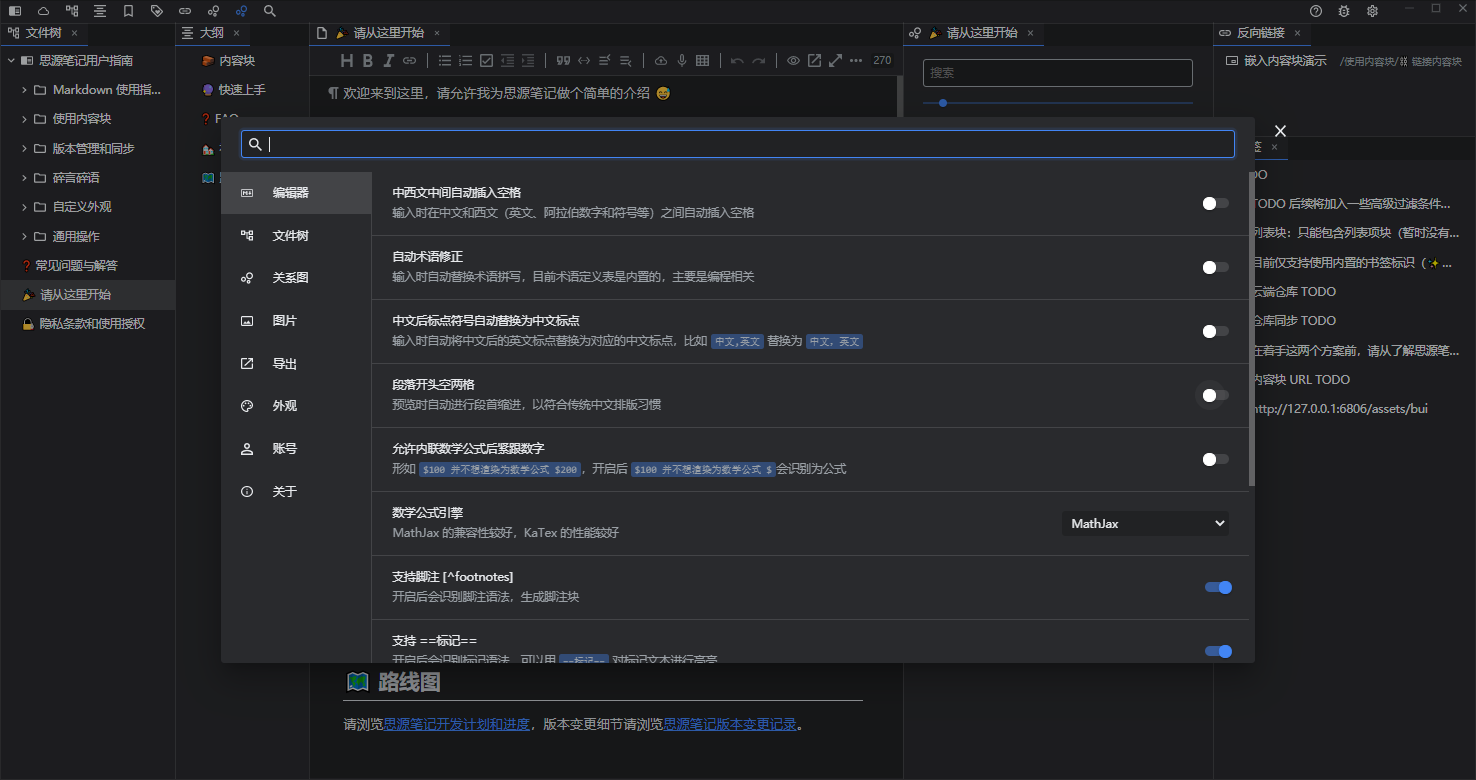 文件树 ×
思源笔记用户指南
Markdown 使用指...
使用内容块
版本管理和同步
碎言碎语
自定义外观
通用操作
常见问题与解答
请从这里开始
隐私条款和使用授权
大纲 ×
内容块
快速上手
请从这里开始 ×
H B I
270
欢迎来到这里，请允许我为思源笔记做个简单的介绍
请从这里开始 ×
搜索
反向链接 ×
嵌入内容块演示 /使用内容块/ 链接内容块
编辑器
文件树
关系图
图片
导出
外观
账号
关于
中西文中间自动插入空格
输入时在中文和西文（英文、阿拉伯数字和符号等）之间自动插入空格
自动术语修正
输入时自动替换术语拼写，目前术语定义表是内置的，主要是编程相关
中文后标点符号自动替换为中文标点
输入时自动将中文后的英文标点替换为对应的中文标点，比如 中文,英文 替换为 中文，英文
段落开头空两格
预览时自动进行段首缩进，以符合传统中文排版习惯
允许内联数学公式后紧跟数字
形如 $100 并不想渲染为数学公式 $200，开启后 $100 并不想渲染为数学公式 $ 会识别为公式
数学公式引擎
MathJax 的兼容性较好，KaTex 的性能较好
MathJax
支持脚注 [^footnotes]
开启后会识别脚注语法，生成脚注块
支持 ==标记==
开启后会识别标记语法，可以用 ==标记== 对标记文本进行高亮
TODO 后续将加入一些高级过滤条件...
列表块：只能包含列表项块（暂时没有...
目前仅支持使用内置的书签标识（✨ ...
云端仓库 TODO
仓库同步 TODO
在着手这两个方案前，请从了解思源笔...
内容块 URL TODO
http://127.0.0.1:6806/assets/bui
路线图
请浏览思源笔记开发计划和进度，版本变更细节请浏览思源笔记版本变更记录。